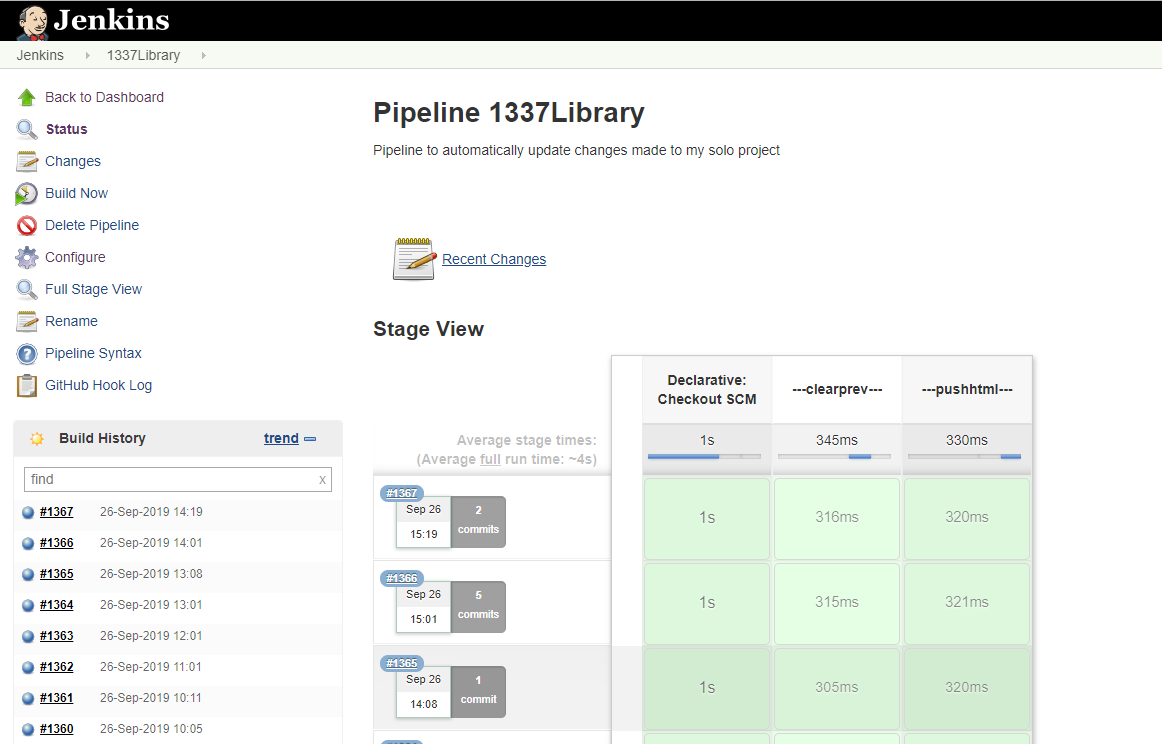 Jenkins
Jenkins
1337Library
Back to Dashboard
Status
Changes
Build Now
Delete Pipeline
Configure
Full Stage View
Rename
Pipeline Syntax
GitHub Hook Log
Build History trend
find x
#1367 26-Sep-2019 14:19
#1366 26-Sep-2019 14:01
#1365 26-Sep-2019 13:08
#1364 26-Sep-2019 13:01
#1363 26-Sep-2019 12:01
#1362 26-Sep-2019 11:01
#1361 26-Sep-2019 10:11
#1360 26-Sep-2019 10:05
Pipeline 1337Library
Pipeline to automatically update changes made to my solo project
Recent Changes
Stage View
Declarative:
Checkout SCM
---clearprev---
---pushhtml---
Average stage times:
(Average full run time: ~4s)
1s 345ms 330ms
#1367
Sep 26
15:19
2
commits
1s 316ms 320ms
#1366
Sep 26
15:01
5
commits
1s 315ms 321ms
#1365
Sep 26
14:08
1
commit
1s 305ms 320ms